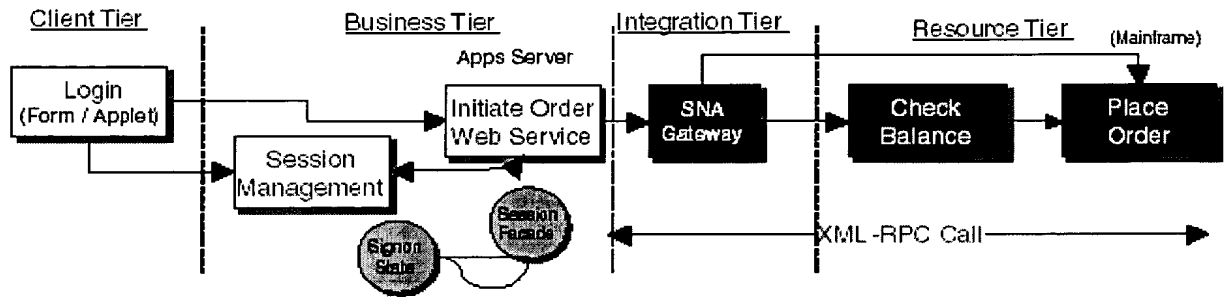 Client Tier
Business Tier
Integration Tier
Resource Tier
(Mainframe)
Apps Server
Login
(Form / Applet)
Initiate Order
Web Service
SNA
Gateway
Check
Balance
Place
Order
Session
Management
Session
Facade
Signon
State
XML -RPC Call